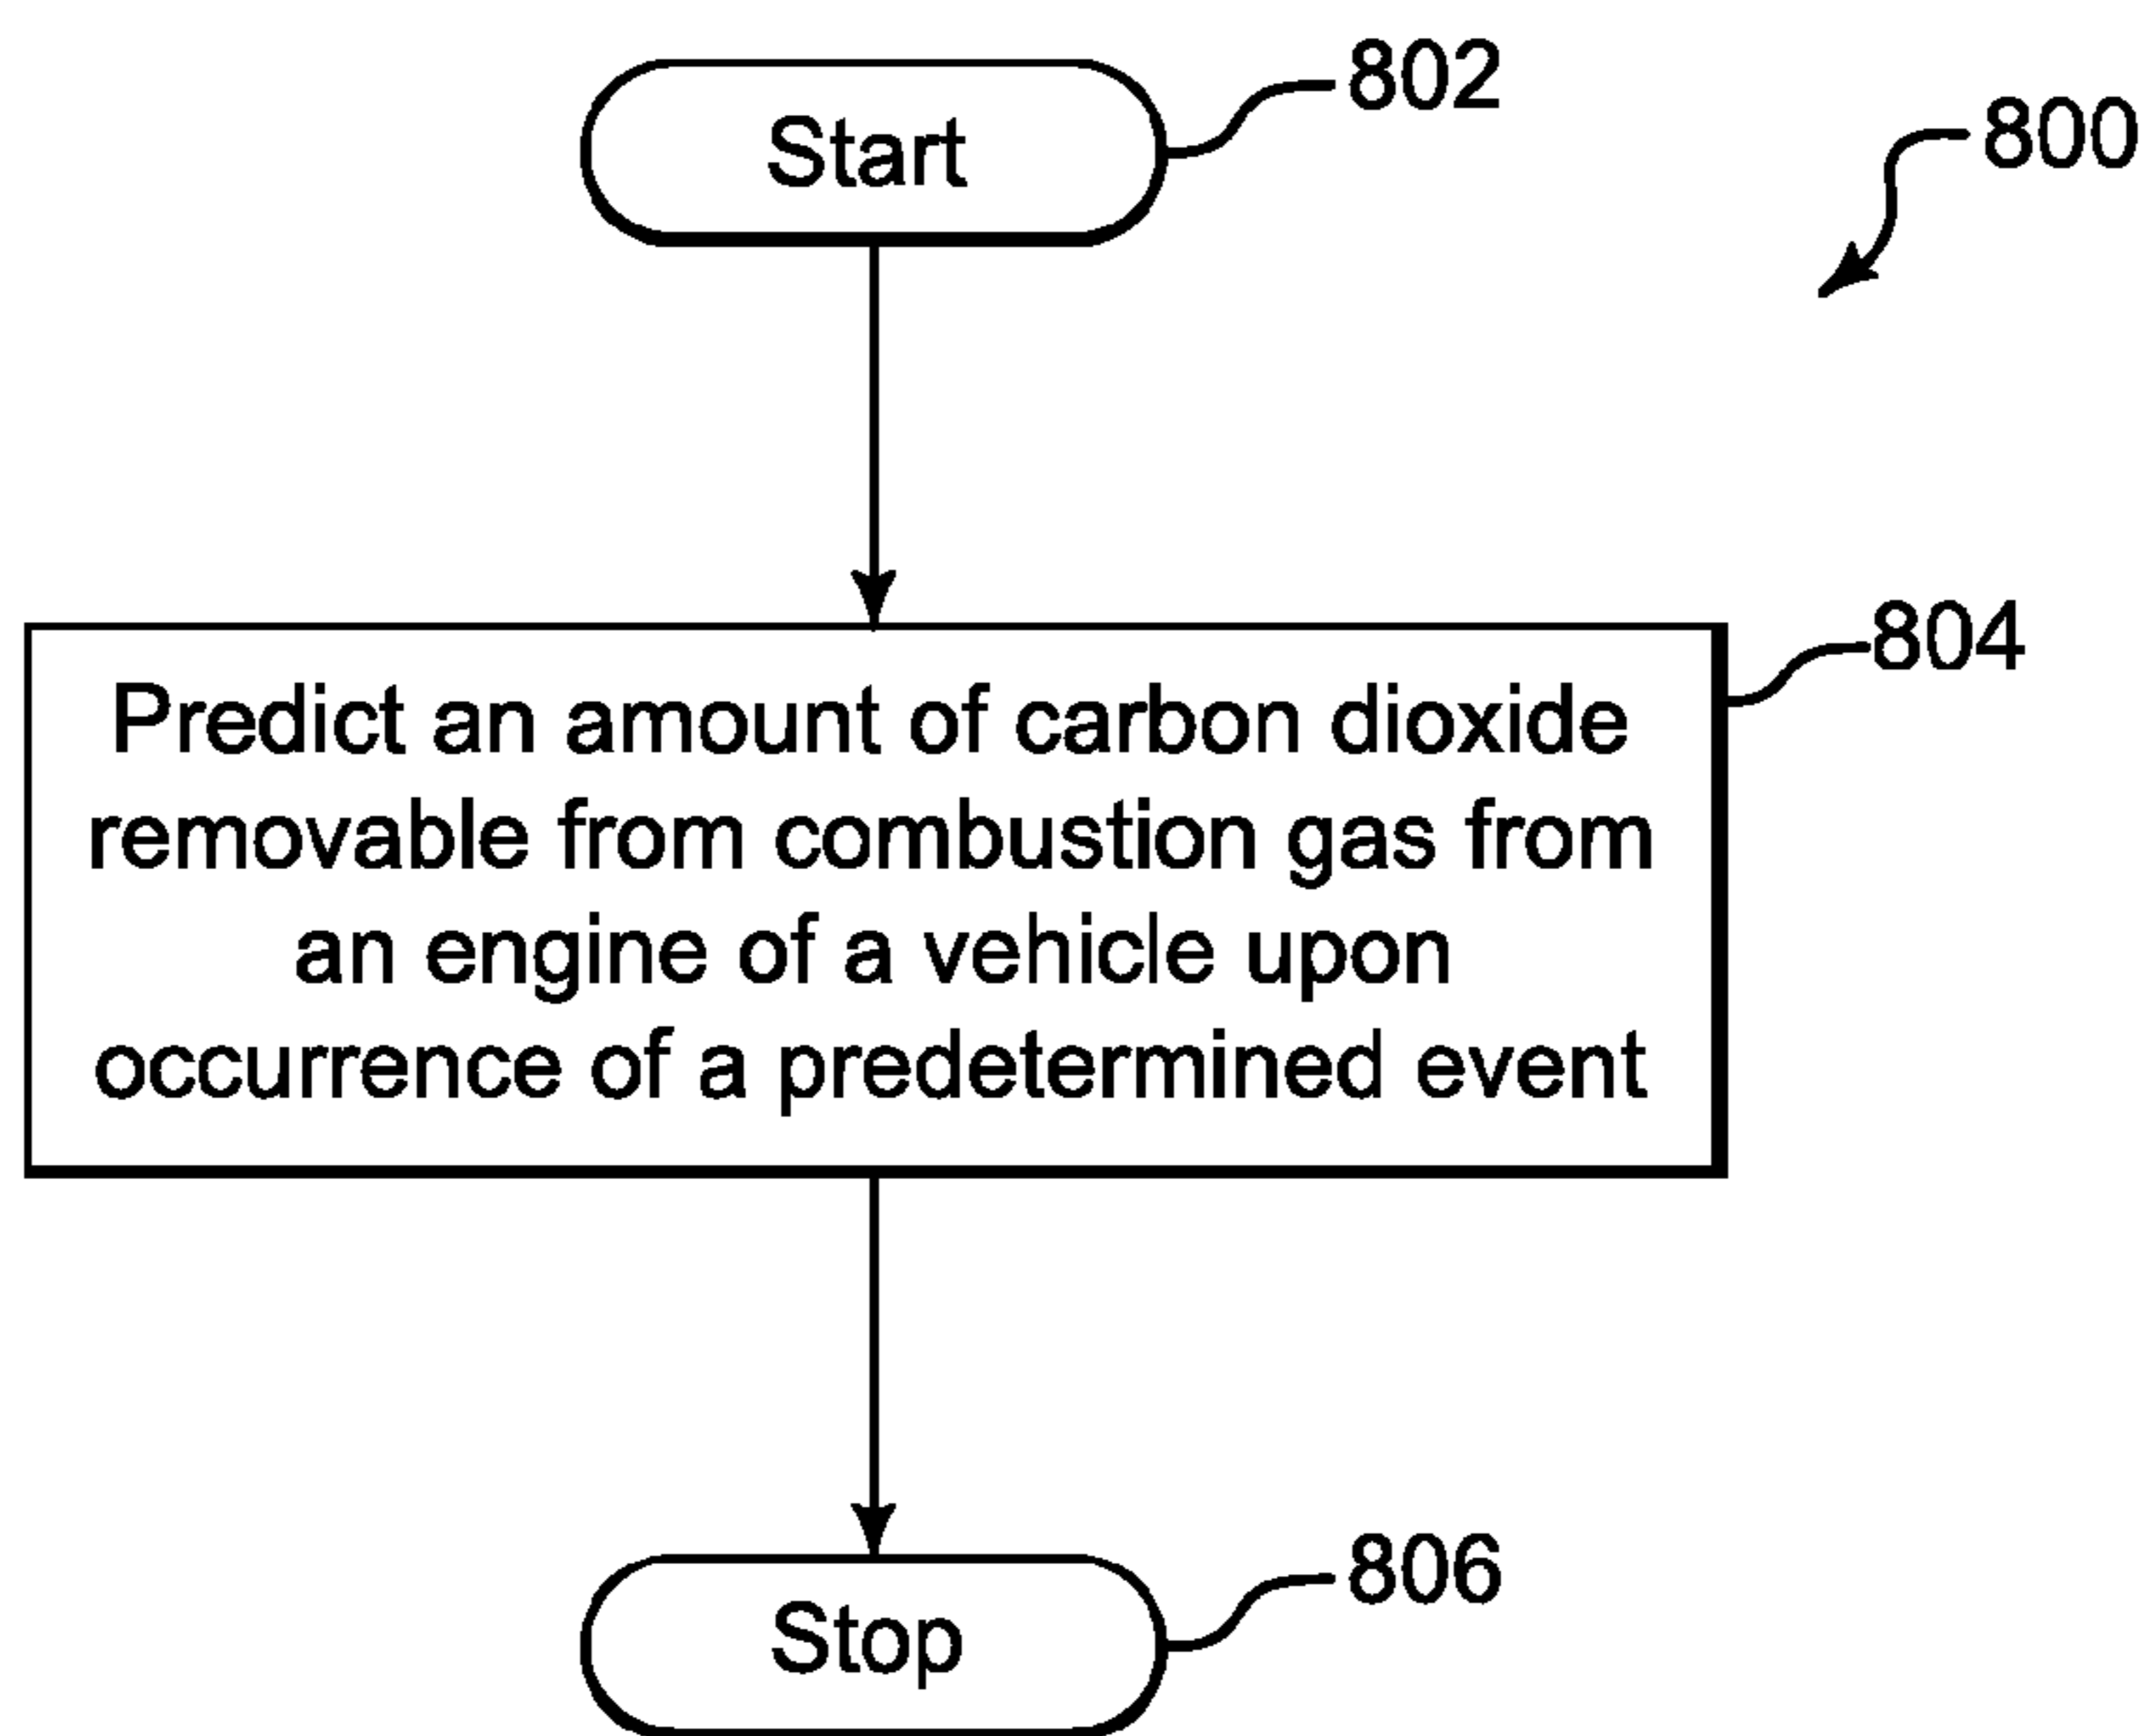 Start
802
800
Predict an amount of carbon dioxide
removable from combustion gas from
an engine of a vehicle upon
occurrence of a predetermined event
804
Stop
806